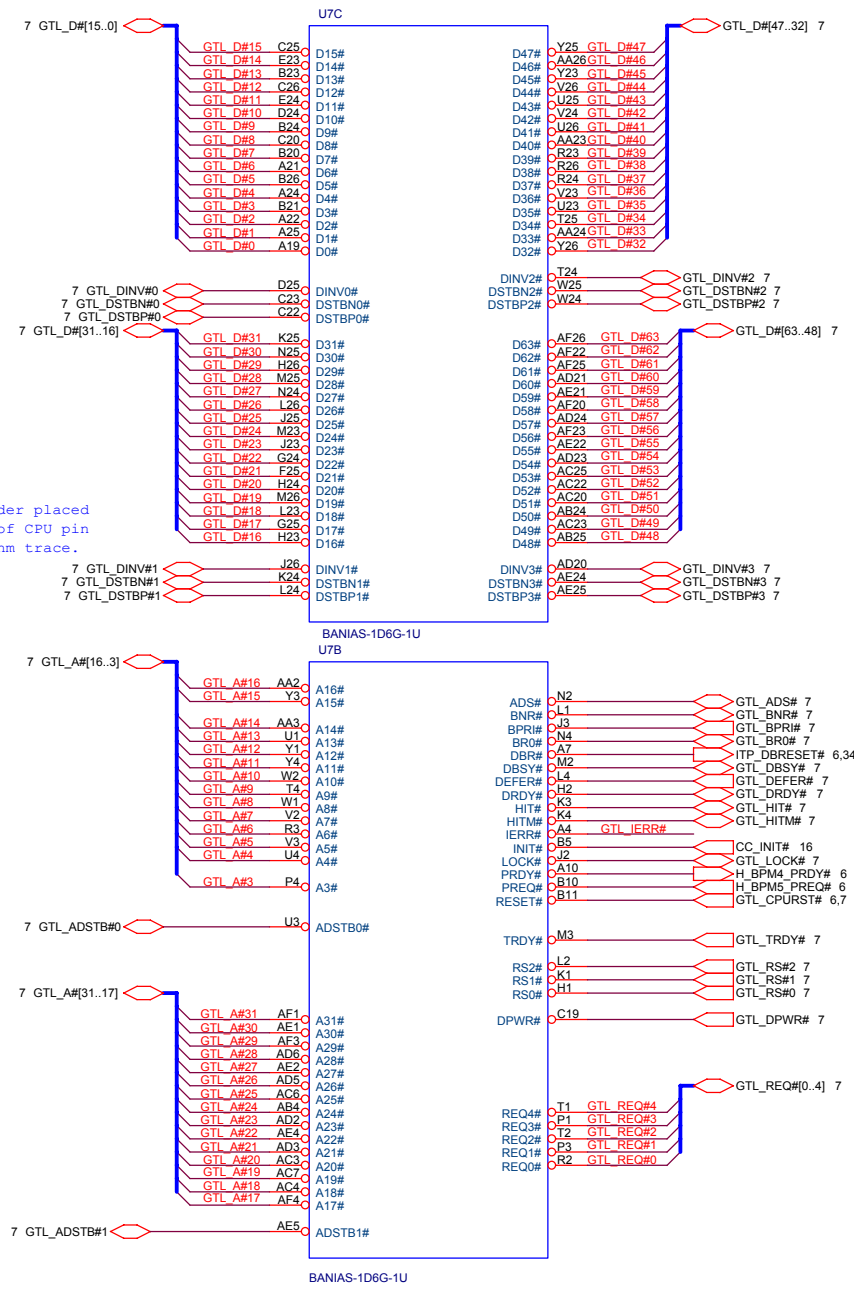 U7C
7 GTL_D#[15..0]
GTL_D#[47..32] 7
GTL_D#15 C25 D15# D47# Y25 GTL_D#47
GTL_D#14 E23 D14# D46# AA26 GTL_D#46
GTL_D#13 B23 D13# D45# Y23 GTL_D#45
GTL_D#12 C26 D12# D44# V26 GTL_D#44
GTL_D#11 E24 D11# D43# U25 GTL_D#43
GTL_D#10 D24 D10# D42# V24 GTL_D#42
GTL_D#9 B24 D9# D41# U26 GTL_D#41
GTL_D#8 C20 D8# D40# AA23 GTL_D#40
GTL_D#7 B20 D7# D39# R23 GTL_D#39
GTL_D#6 A21 D6# D38# R26 GTL_D#38
GTL_D#5 B26 D5# D37# R24 GTL_D#37
GTL_D#4 A24 D4# D36# V23 GTL_D#36
GTL_D#3 B21 D3# D35# U23 GTL_D#35
GTL_D#2 A22 D2# D34# T25 GTL_D#34
GTL_D#1 A25 D1# D33# AA24 GTL_D#33
GTL_D#0 A19 D0# D32# Y26 GTL_D#32
7 GTL_DINV#0 D25 DINV0# DINV2# T24 GTL_DINV#2 7
7 GTL_DSTBN#0 C23 DSTBN0# DSTBN2# W25 GTL_DSTBN#2 7
7 GTL_DSTBP#0 C22 DSTBP0# DSTBP2# W24 GTL_DSTBP#2 7
7 GTL_D#[31..16]
GTL_D#[63..48] 7
GTL_D#31 K25 D31# D63# AF26 GTL_D#63
GTL_D#30 N25 D30# D62# AF22 GTL_D#62
GTL_D#29 H26 D29# D61# AF25 GTL_D#61
GTL_D#28 M25 D28# D60# AD21 GTL_D#60
GTL_D#27 N24 D27# D59# AE21 GTL_D#59
GTL_D#26 L26 D26# D58# AF20 GTL_D#58
GTL_D#25 J25 D25# D57# AD24 GTL_D#57
GTL_D#24 M23 D24# D56# AF23 GTL_D#56
GTL_D#23 J23 D23# D55# AE22 GTL_D#55
GTL_D#22 G24 D22# D54# AD23 GTL_D#54
GTL_D#21 F25 D21# D53# AC25 GTL_D#53
GTL_D#20 H24 D20# D52# AC22 GTL_D#52
GTL_D#19 M26 D19# D51# AC20 GTL_D#51
GTL_D#18 L23 D18# D50# AB24 GTL_D#50
GTL_D#17 G25 D17# D49# AC23 GTL_D#49
GTL_D#16 H23 D16# D48# AB25 GTL_D#48
der placed
of CPU pin
hm trace.
7 GTL_DINV#1 J26 DINV1# DINV3# AD20 GTL_DINV#3 7
7 GTL_DSTBN#1 K24 DSTBN1# DSTBN3# AE24 GTL_DSTBN#3 7
7 GTL_DSTBP#1 L24 DSTBP1# DSTBP3# AE25 GTL_DSTBP#3 7
BANIAS-1D6G-1U
U7B
7 GTL_A#[16..3]
GTL_A#16 AA2 A16#
GTL_A#15 Y3 A15#
GTL_A#14 AA3 A14#
GTL_A#13 U1 A13#
GTL_A#12 Y1 A12#
GTL_A#11 Y4 A11#
GTL_A#10 W2 A10#
GTL_A#9 T4 A9#
GTL_A#8 W1 A8#
GTL_A#7 V2 A7#
GTL_A#6 R3 A6#
GTL_A#5 V3 A5#
GTL_A#4 U4 A4#
GTL_A#3 P4 A3#
7 GTL_ADSTB#0 U3 ADSTB0#
ADS# N2 GTL_ADS# 7
BNR# L1 GTL_BNR# 7
BPRI# J3 GTL_BPRI# 7
BR0# N4 GTL_BR0# 7
DBR# A7 ITP_DBRESET# 6,34
DBSY# M2 GTL_DBSY# 7
DEFER# L4 GTL_DEFER# 7
DRDY# H2 GTL_DRDY# 7
HIT# K3 GTL_HIT# 7
HITM# K4 GTL_HITM# 7
IERR# A4 GTL_IERR#
INIT# B5 CC_INIT# 16
LOCK# J2 GTL_LOCK# 7
PRDY# A10 H_BPM4_PRDY# 6
PREQ# B10 H_BPM5_PREQ# 6
RESET# B11 GTL_CPURST# 6,7
TRDY# M3 GTL_TRDY# 7
RS2# L2 GTL_RS#2 7
RS1# K1 GTL_RS#1 7
RS0# H1 GTL_RS#0 7
DPWR# C19 GTL_DPWR# 7
7 GTL_A#[31..17]
GTL_A#31 AF1 A31#
GTL_A#30 AE1 A30#
GTL_A#29 AF3 A29#
GTL_A#28 AD6 A28#
GTL_A#27 AE2 A27#
GTL_A#26 AD5 A26#
GTL_A#25 AC6 A25#
GTL_A#24 AB4 A24#
GTL_A#23 AD2 A23#
GTL_A#22 AE4 A22#
GTL_A#21 AD3 A21#
GTL_A#20 AC3 A20#
GTL_A#19 AC7 A19#
GTL_A#18 AC4 A18#
GTL_A#17 AF4 A17#
GTL_REQ#[0..4] 7
REQ4# T1 GTL_REQ#4
REQ3# P1 GTL_REQ#3
REQ2# T2 GTL_REQ#2
REQ1# P3 GTL_REQ#1
REQ0# R2 GTL_REQ#0
7 GTL_ADSTB#1 AE5 ADSTB1#
BANIAS-1D6G-1U